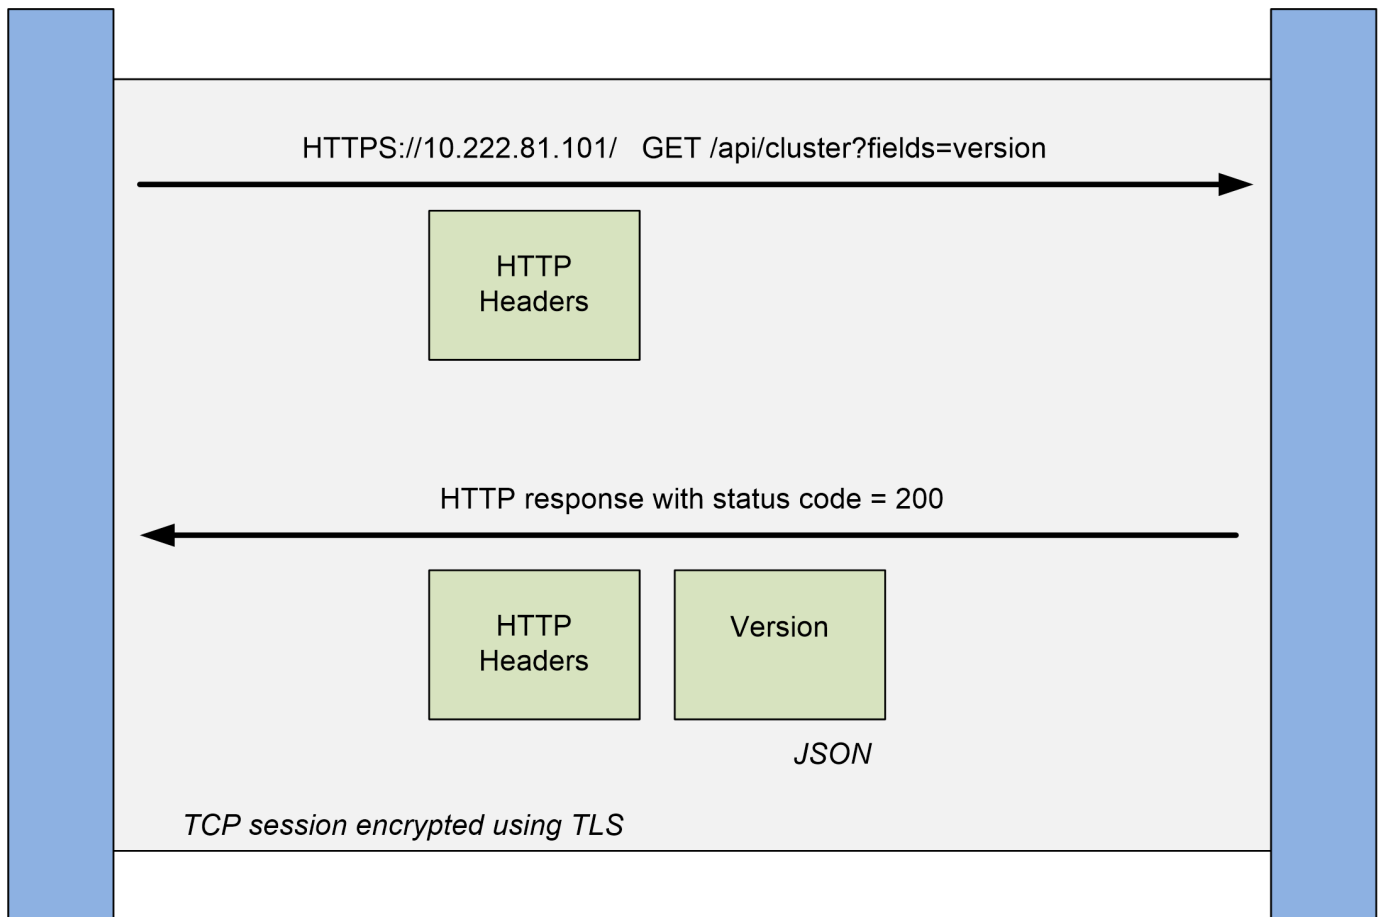 HTTPS://10.222.81.101/   GET /api/cluster?fields=version
HTTP
Headers
HTTP response with status code = 200
HTTP
Headers
Version
JSON
TCP session encrypted using TLS